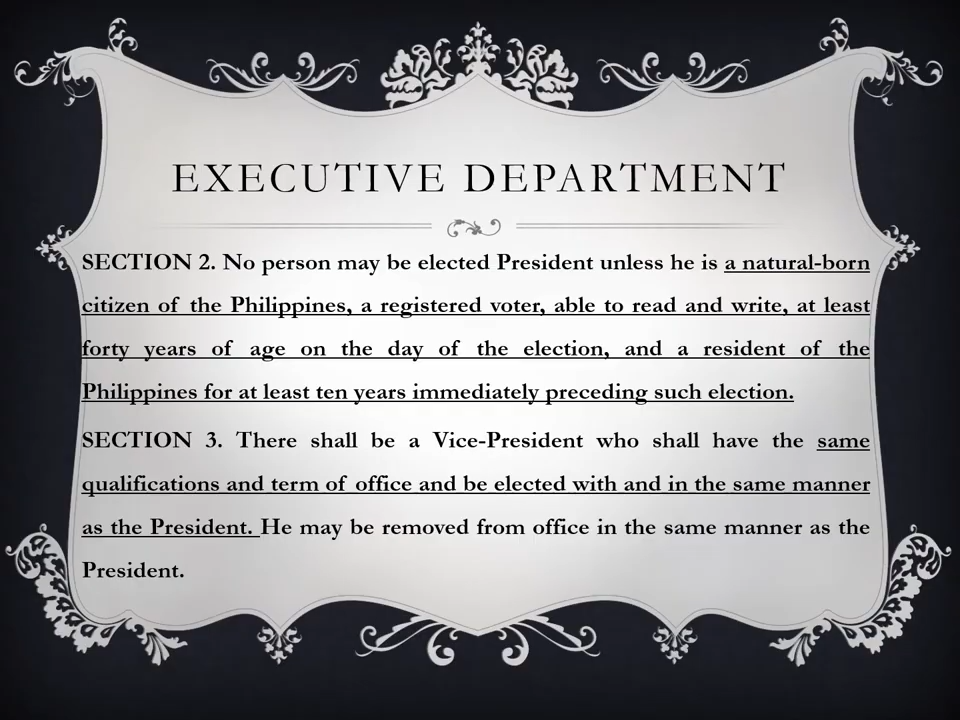 EXECUTIVE DEPARTMENT
SECTION 2. No person may be elected President unless he is a natural-born
citizen of the Philippines, a registered voter, able to read and write, at least
forty years of age on the day of the election, and a resident of the
Philippines for at least ten years immediately preceding such election.
SECTION 3. There shall be a Vice-President who shall have the same
qualifications and term of office and be elected with and in the same manner
as the President. He may be removed from office in the same manner as the
President.